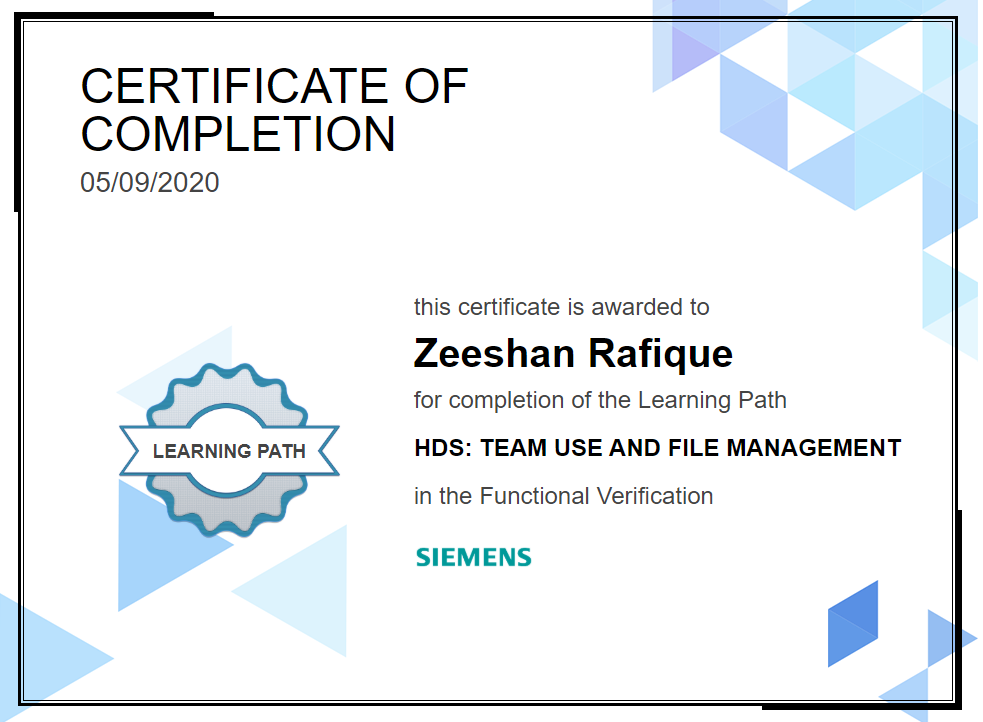 CERTIFICATE OF
COMPLETION
05/09/2020
this certificate is awarded to
Zeeshan Rafique
for completion of the Learning Path
LEARNING PATH
HDS: TEAM USE AND FILE MANAGEMENT
in the Functional Verification
SIEMENS